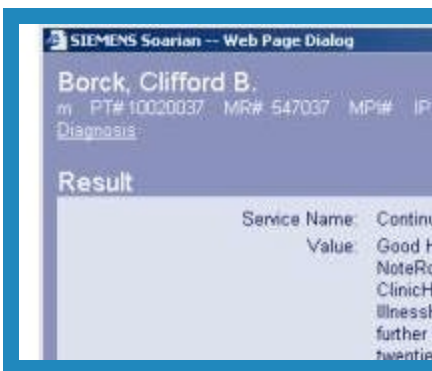 SIEMENS Soarian -- Web Page Dialog
Borck, Clifford B.
m PT# 10020037 MR# 547037 MPI# IP
Diagnosis
Result
Service Name: Continu
Value: Good H
NoteRo
ClinicH
IllnessH
further
twentie